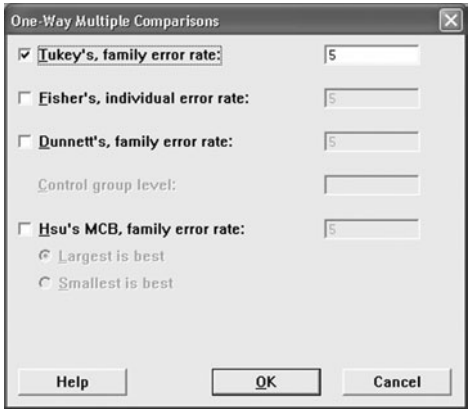 One-Way Multiple Comparisons
Tukey's, family error rate: 5
Fisher's, individual error rate: 5
Dunnett's, family error rate: 5
Control group level:
Hsu's MCB, family error rate: 5
Largest is best
Smallest is best
Help OK Cancel